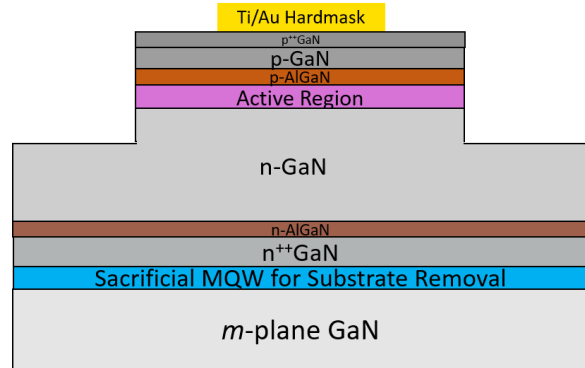 Ti/Au Hardmask
p⁺⁺GaN
p-GaN
p-AlGaN
Active Region
n-GaN
n-AlGaN
n⁺⁺GaN
Sacrificial MQW for Substrate Removal
m-plane GaN